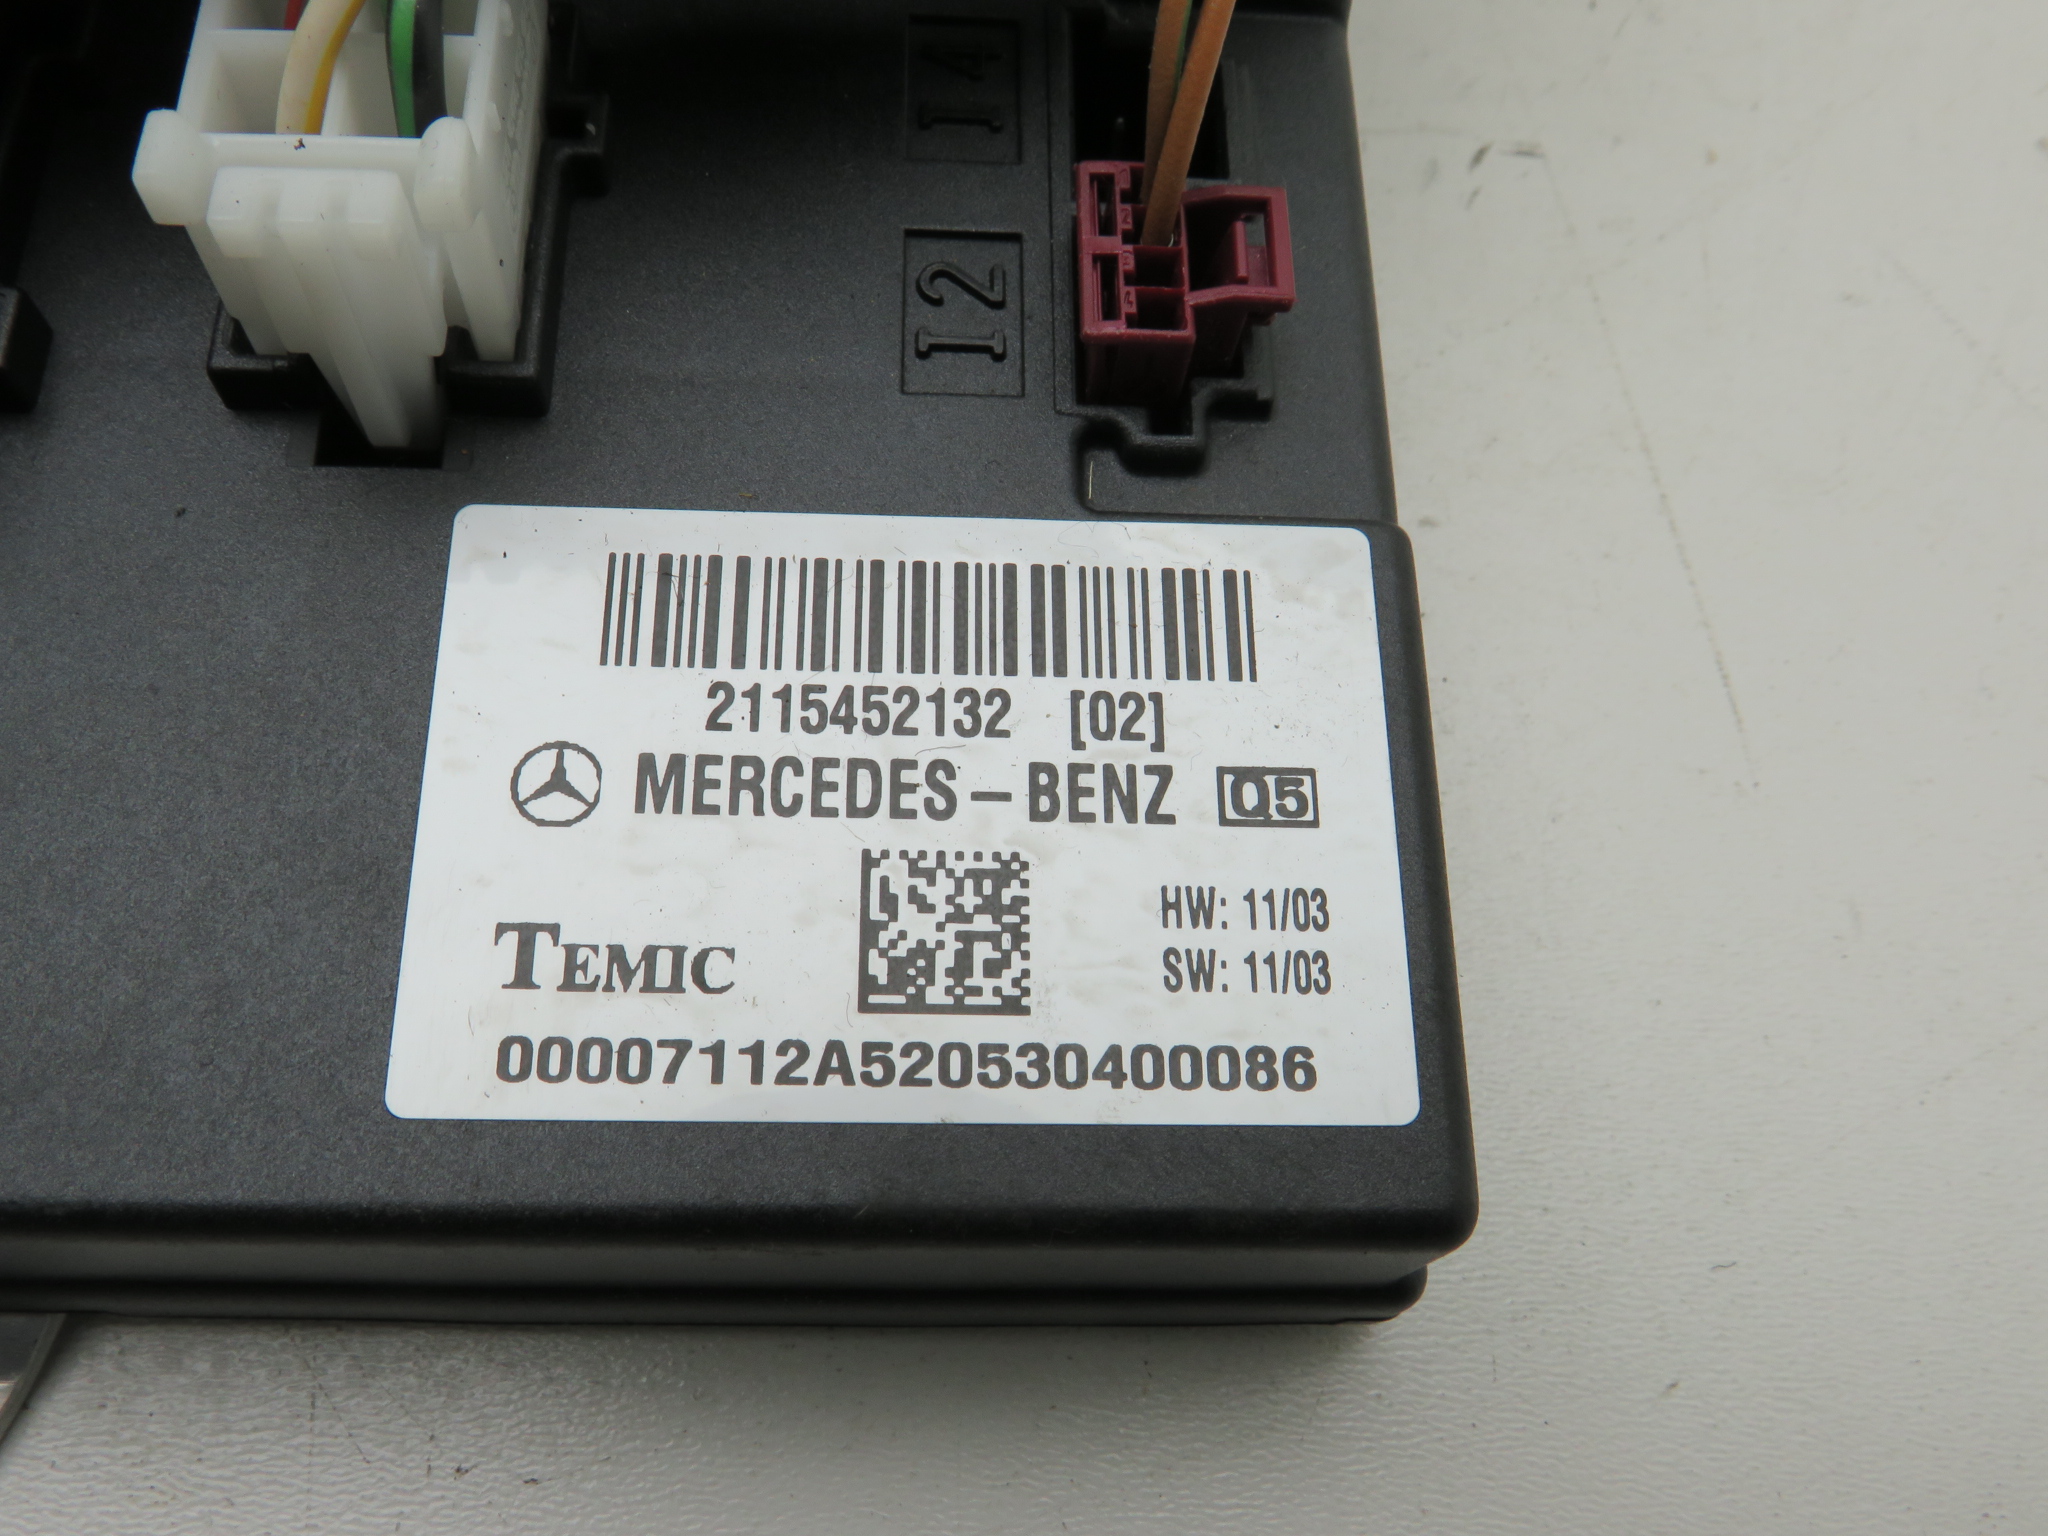 I4
I2
2115452132 [02]
MERCEDES-BENZ Q5
HW: 11/03
TEMIC
SW: 11/03
00007112A520530400086